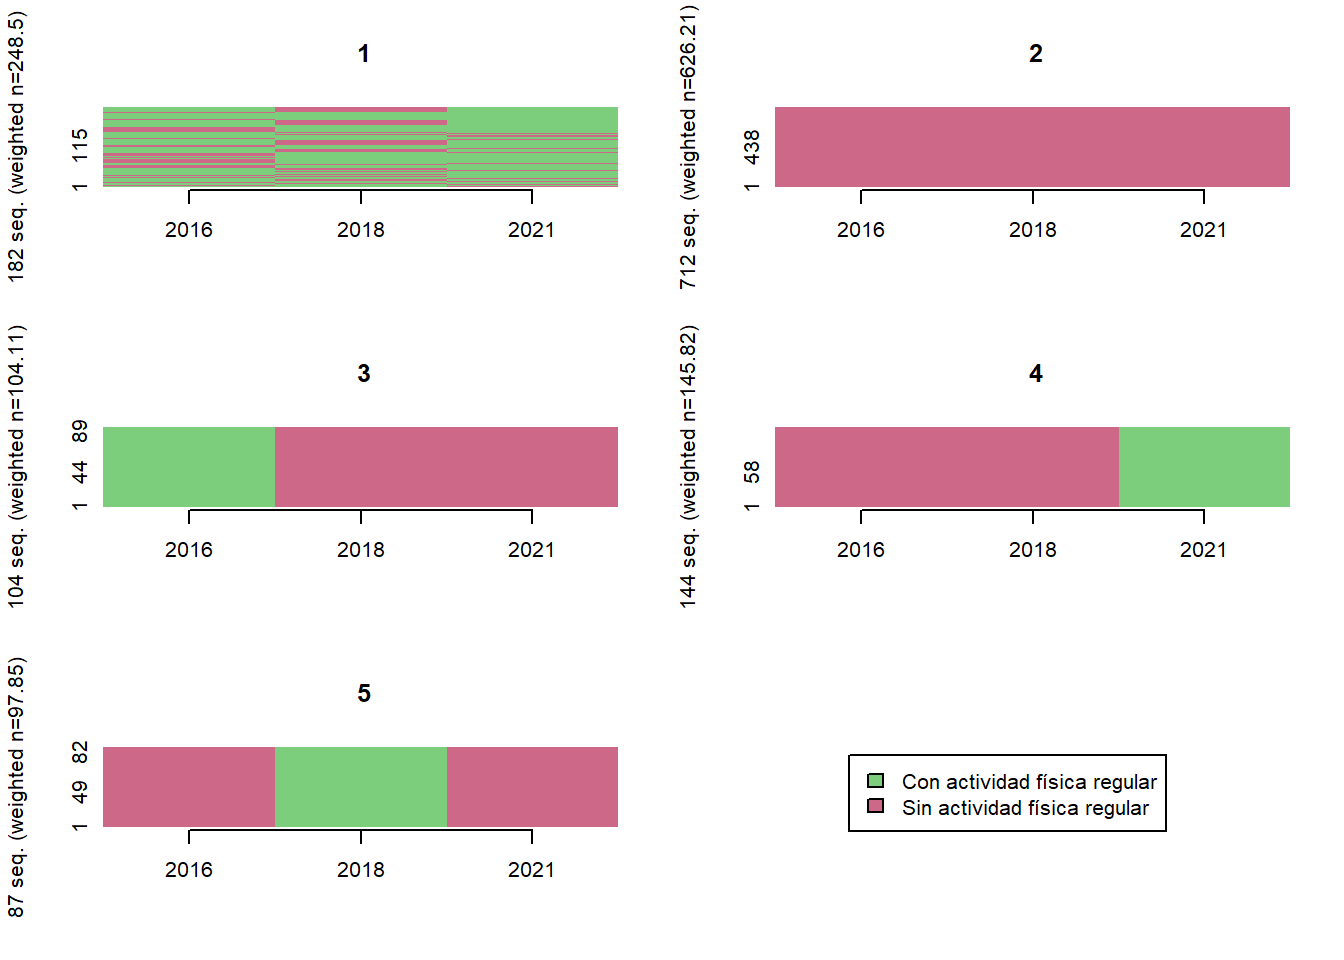 1
182 seq. (weighted n=248.5)
1 115
2016 2018 2021
2
712 seq. (weighted n=626.21)
1 438
2016 2018 2021
3
104 seq. (weighted n=104.11)
1 44 89
2016 2018 2021
4
144 seq. (weighted n=145.82)
1 58
2016 2018 2021
5
87 seq. (weighted n=97.85)
1 49 82
2016 2018 2021
Con actividad física regular
Sin actividad física regular